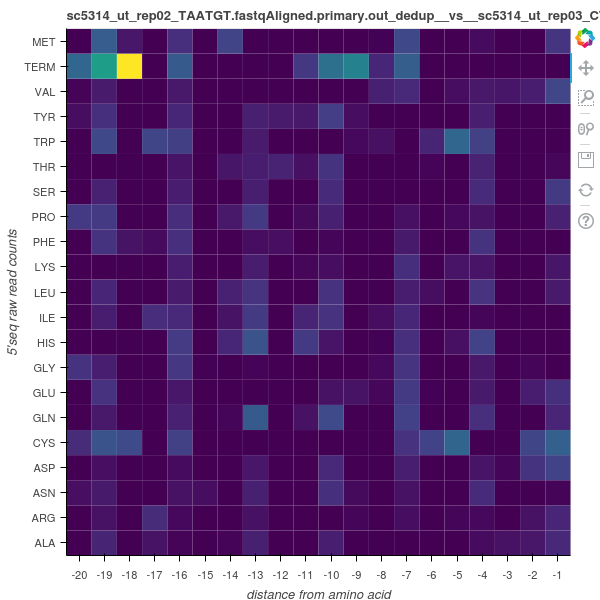 sc5314_ut_rep02_TAATGT.fastqAligned.primary.out_dedup__vs__sc5314_ut_rep03_C
MET
TERM
VAL
TYR
TRP
THR
SER
PRO
PHE
LYS
LEU
ILE
HIS
GLY
GLU
GLN
CYS
ASP
ASN
ARG
ALA
5'seq raw read counts
-20 -19 -18 -17 -16 -15 -14 -13 -12 -11 -10 -9 -8 -7 -6 -5 -4 -3 -2 -1
distance from amino acid